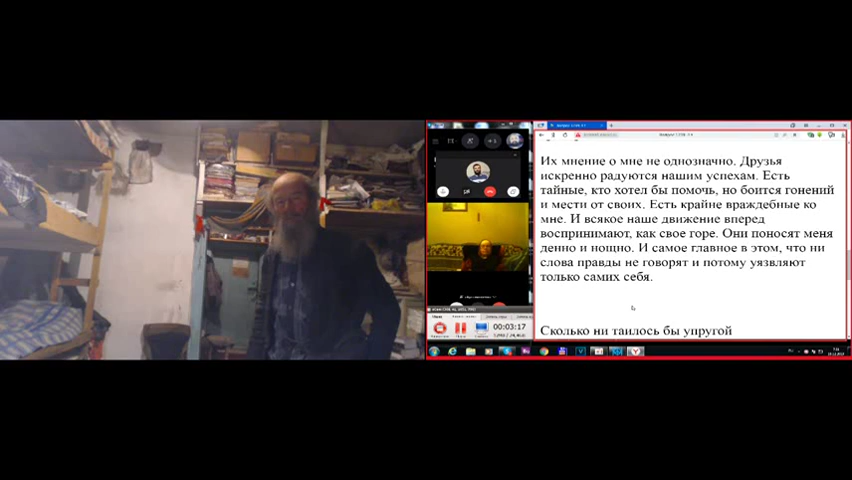 Их мнение о мне не однозначно. Друзья
искренно радуются нашим успехам. Есть
тайные, кто хотел бы помочь, но боится гонений
и мести от своих. Есть крайне враждебные ко
мне. И всякое наше движение вперед
воспринимают, как свое горе. Они поносят меня
денно и нощно. И самое главное в этом, что ни
слова правды не говорят и потому уязвляют
только самих себя.
Сколько ни таилось бы упругой
00:03:17